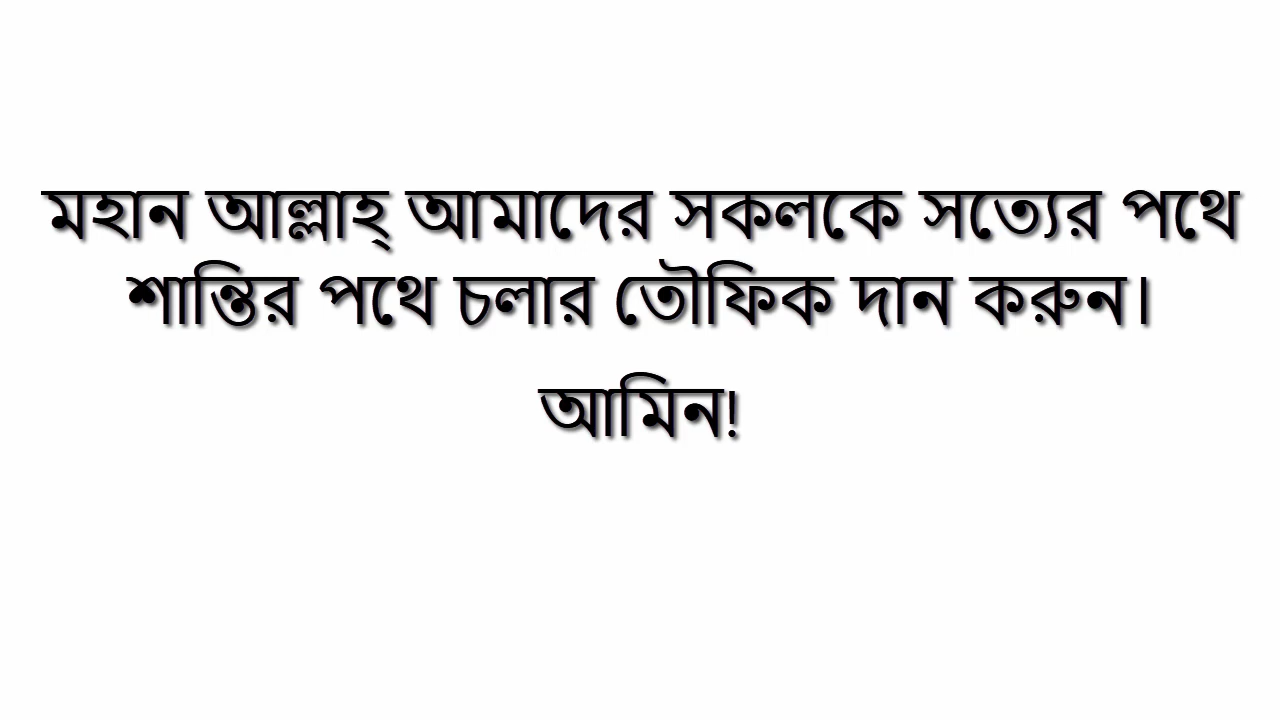 মহান আল্লাহ্ আমাদের সকলকে সত্যের পথে
শান্তির পথে চলার তৌফিক দান করুন।
আমিন!